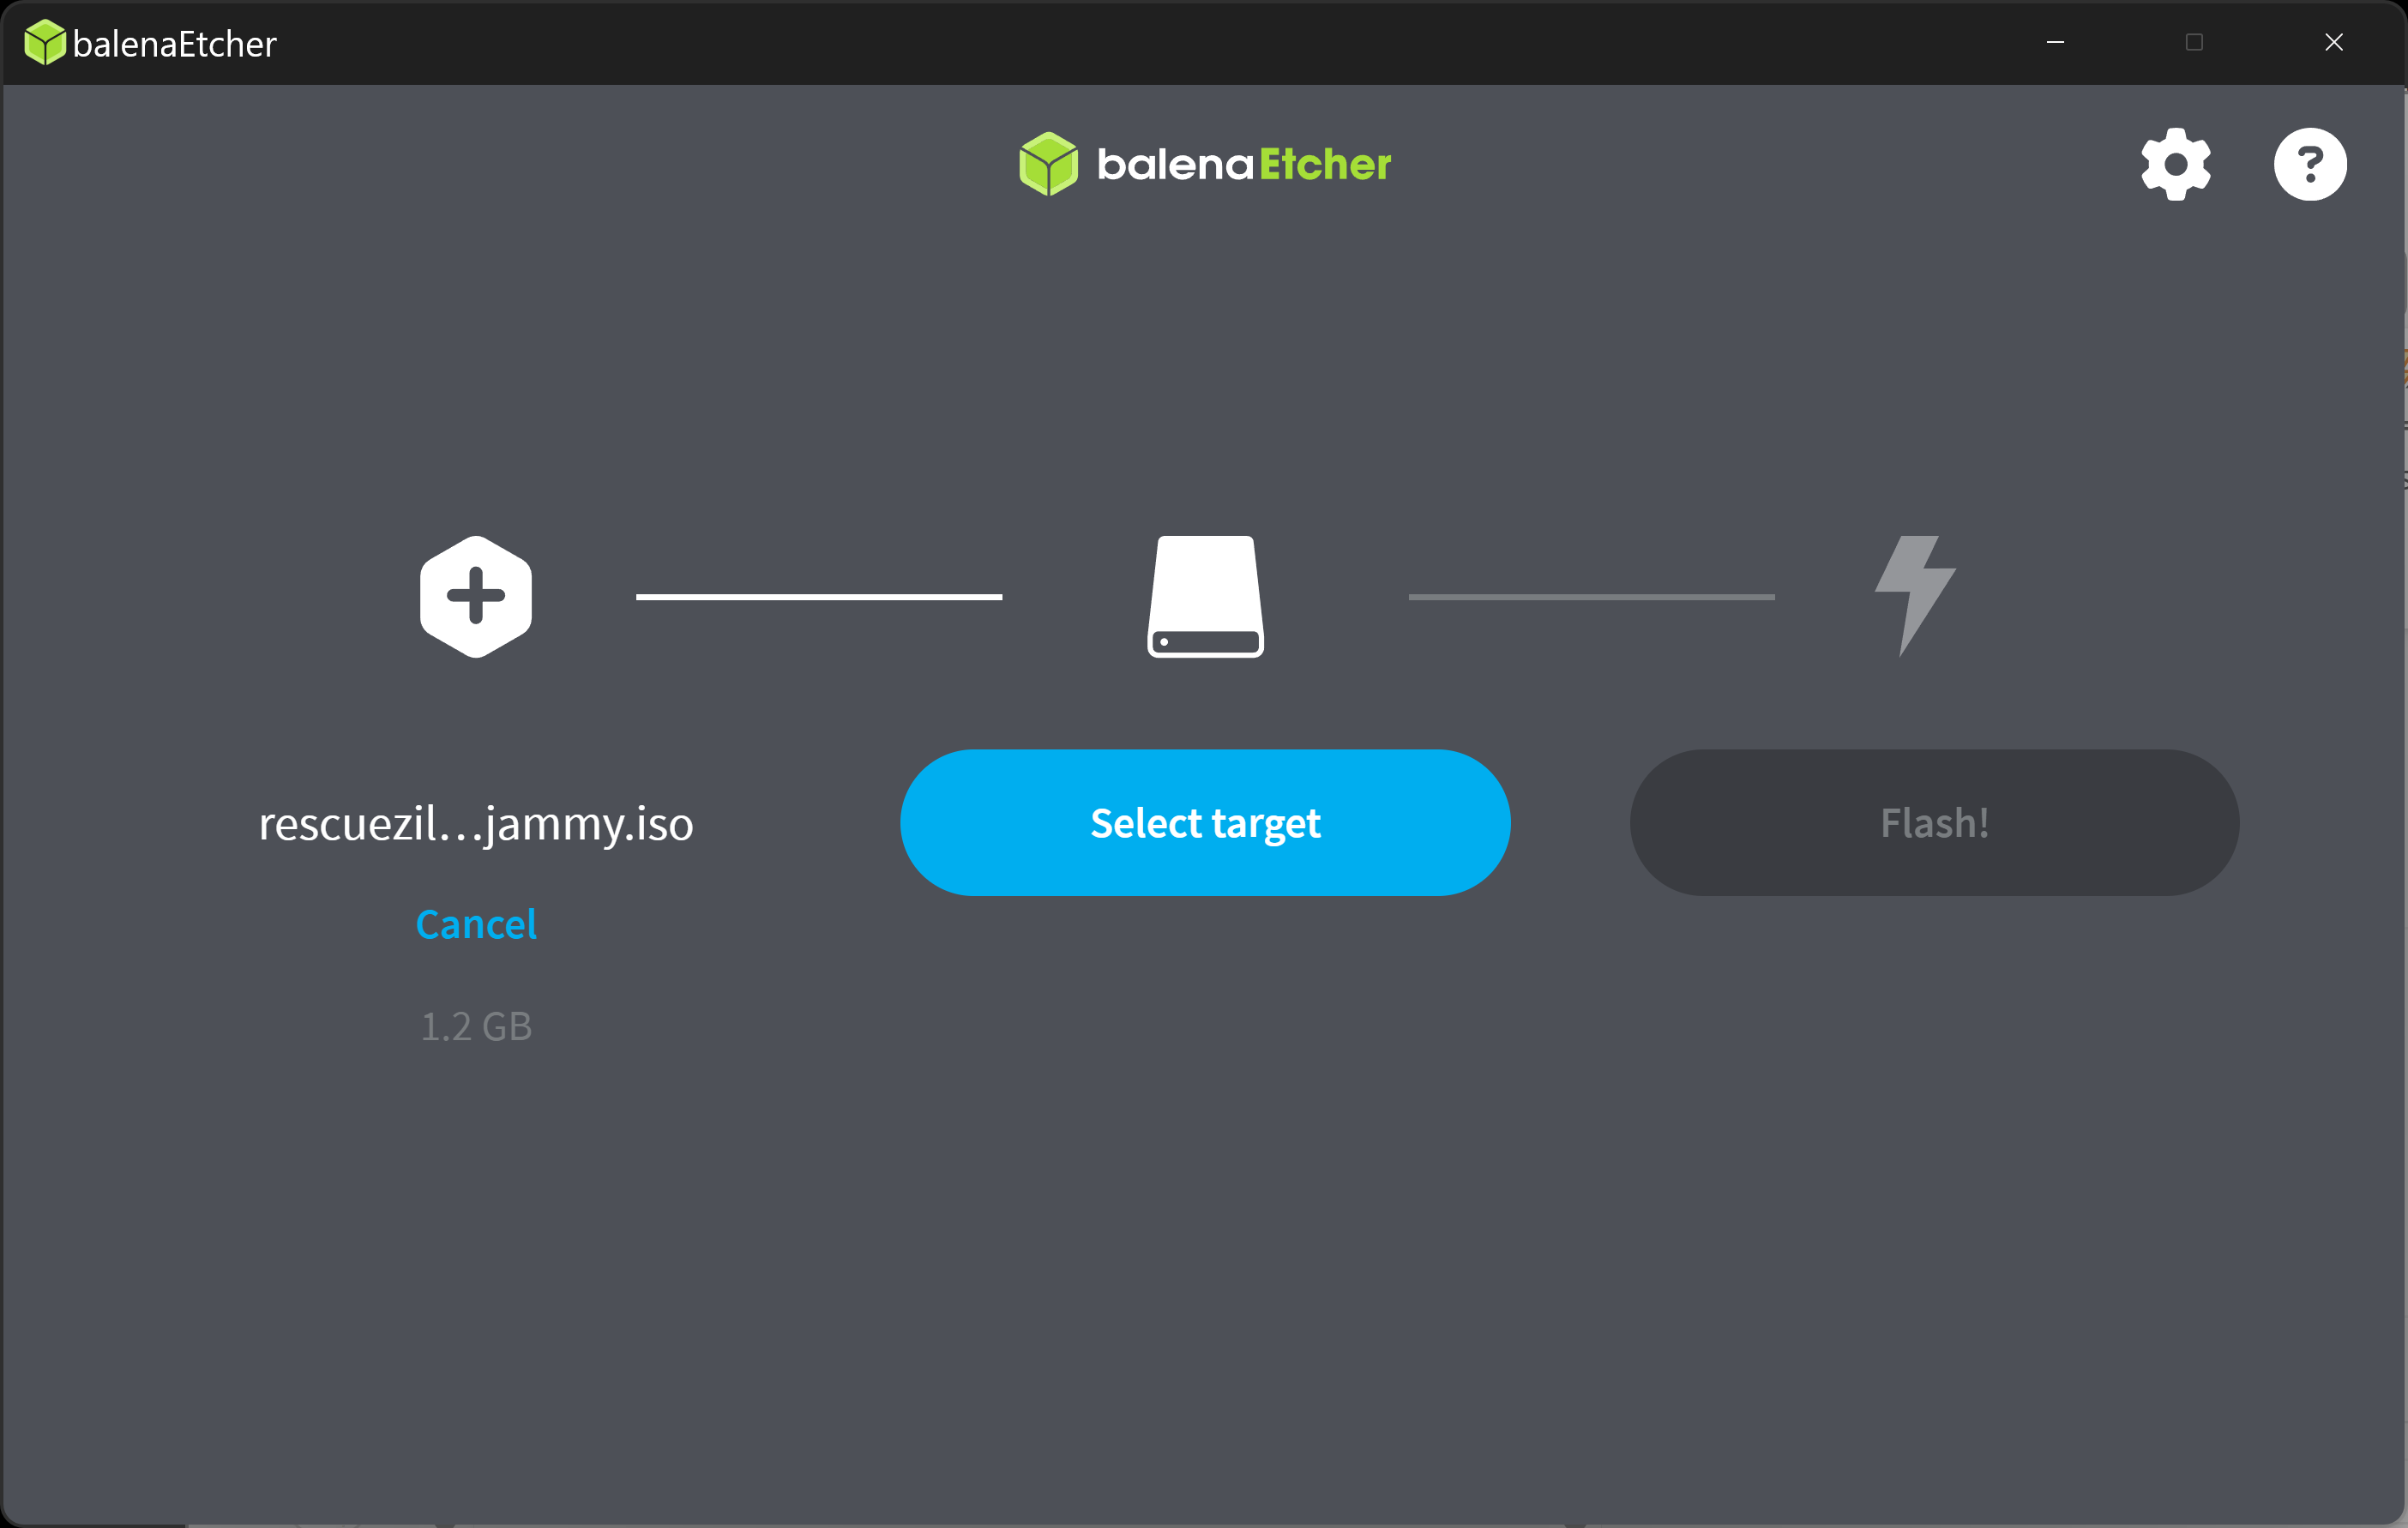 balenaEtcher
balenaEtcher
rescuezil...jammy.iso
Select target
Flash!
Cancel
1.2 GB